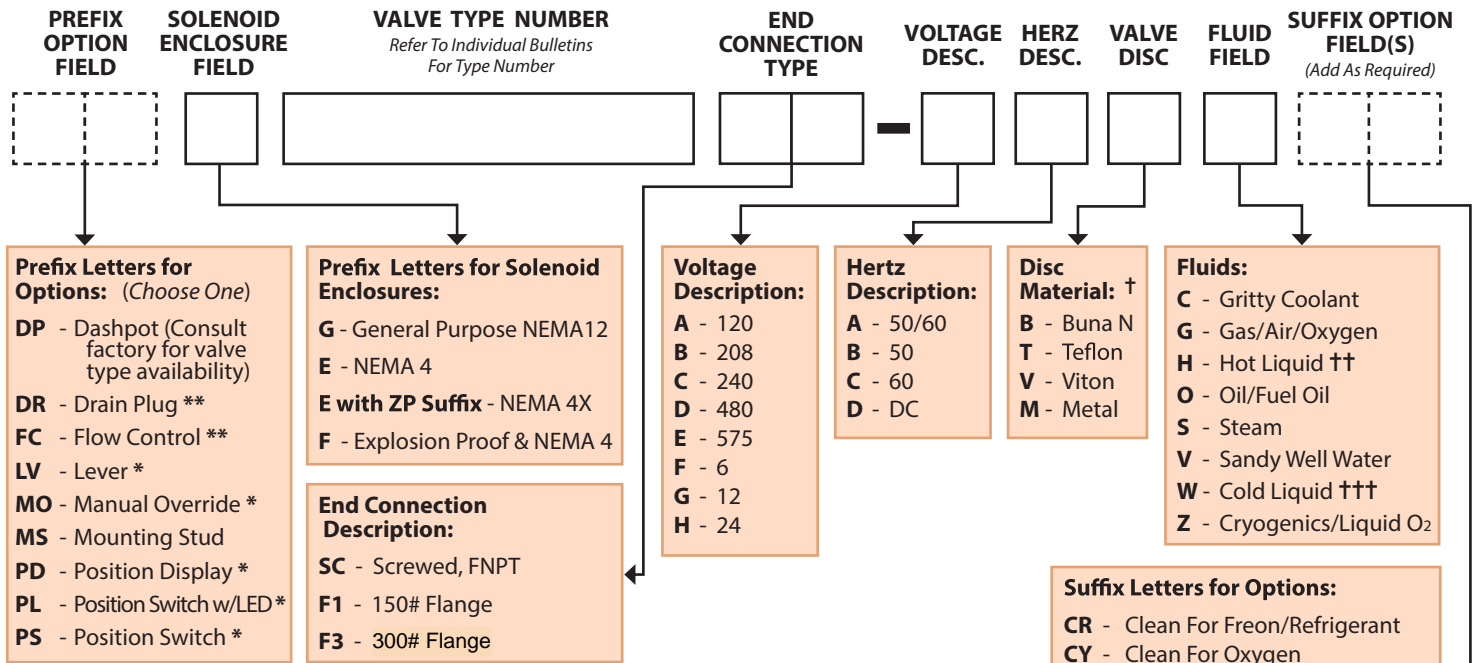 PREFIX
OPTION
FIELD
SOLENOID
ENCLOSURE
FIELD
VALVE TYPE NUMBER
Refer To Individual Bulletins
For Type Number
END
CONNECTION
TYPE
VOLTAGE
DESC.
HERZ
DESC.
VALVE
DISC
FLUID
FIELD
SUFFIX OPTION
FIELD(S)
(Add As Required)
Prefix Letters for
Options: (Choose One)
DP - Dashpot (Consult
factory for valve
type availability)
DR - Drain Plug **
FC - Flow Control **
LV - Lever *
MO - Manual Override *
MS - Mounting Stud
PD - Position Display *
PL - Position Switch w/LED *
PS - Position Switch *
Prefix Letters for Solenoid
Enclosures:
G - General Purpose NEMA12
E - NEMA 4
E with ZP Suffix - NEMA 4X
F - Explosion Proof & NEMA 4
End Connection
Description:
SC - Screwed, FNPT
F1 - 150# Flange
F3 - 300# Flange
Voltage
Description:
A - 120
B - 208
C - 240
D - 480
E - 575
F - 6
G - 12
H - 24
Hertz
Description:
A - 50/60
B - 50
C - 60
D - DC
Disc
Material: †
B - Buna N
T - Teflon
V - Viton
M - Metal
Fluids:
C - Gritty Coolant
G - Gas/Air/Oxygen
H - Hot Liquid ††
O - Oil/Fuel Oil
S - Steam
V - Sandy Well Water
W - Cold Liquid †††
Z - Cryogenics/Liquid O2
Suffix Letters for Options:
CR - Clean For Freon/Refrigerant
CY - Clean For Oxygen